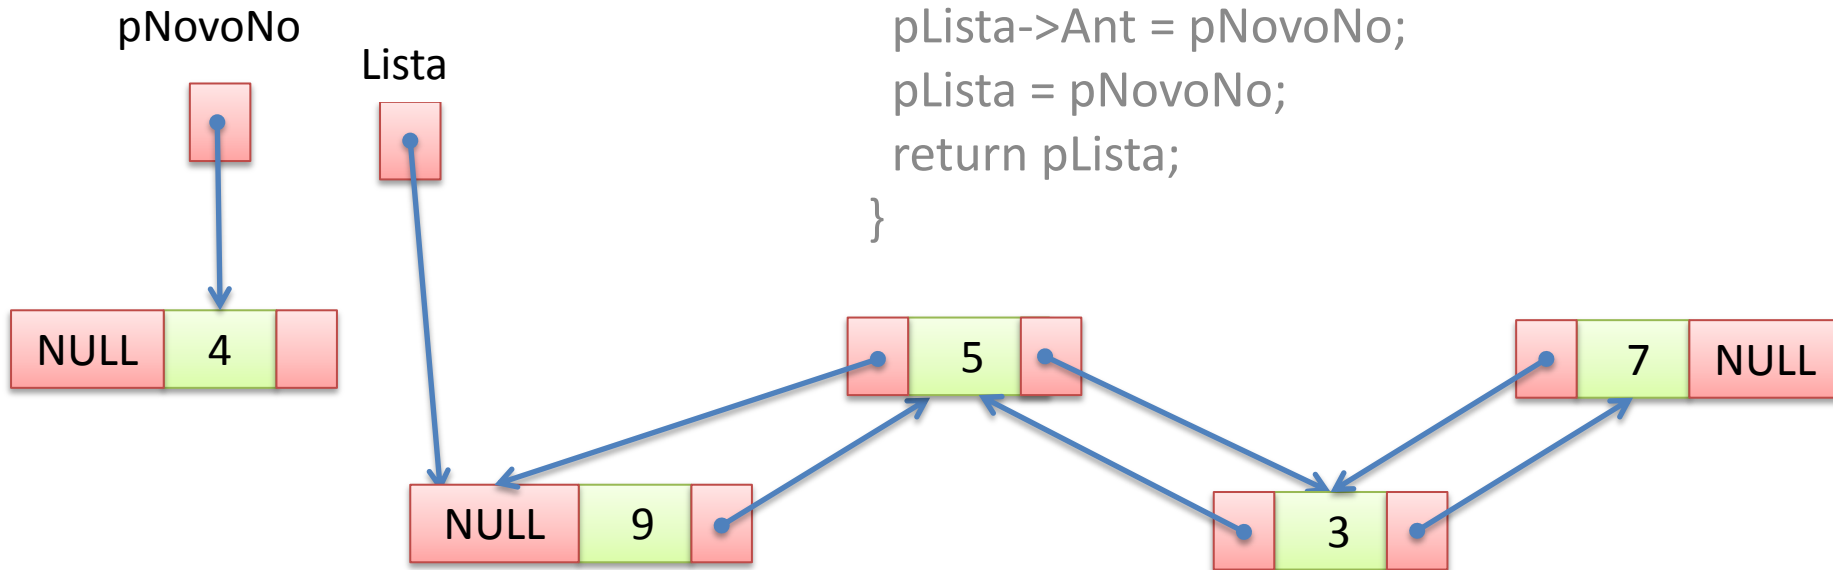 pNovoNo
Lista
pLista->Ant = pNovoNo;
pLista = pNovoNo;
return pLista;
}
NULL 4
5
7 NULL
NULL 9
3